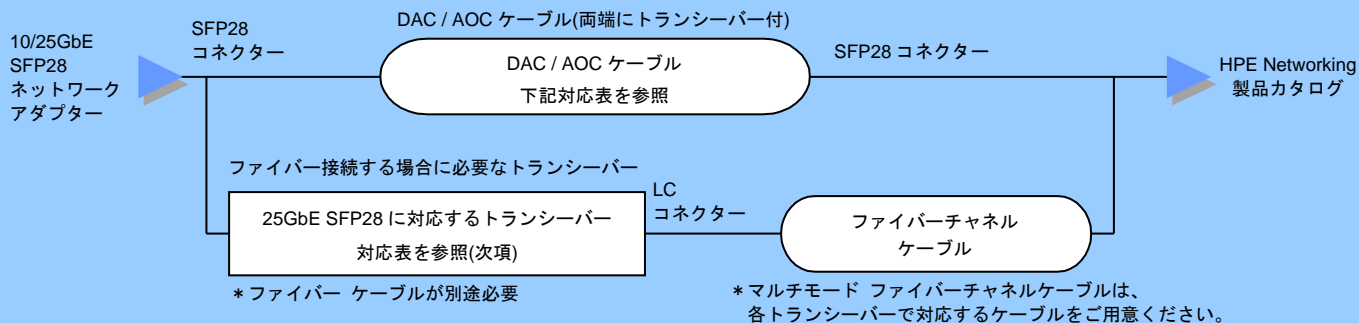 10/25GbE
SFP28
ネットワーク
アダプター
SFP28
コネクター
DAC / AOC ケーブル(両端にトランシーバー付)
DAC / AOC ケーブル
下記対応表を参照
SFP28 コネクター
HPE Networking
製品カタログ
ファイバー接続する場合に必要なトランシーバー
25GbE SFP28 に対応するトランシーバー
対応表を参照(次項)
＊ファイバー ケーブルが別途必要
LC
コネクター
ファイバーチャネル
ケーブル
＊マルチモード ファイバーチャネルケーブルは、
各トランシーバーで対応するケーブルをご用意ください。